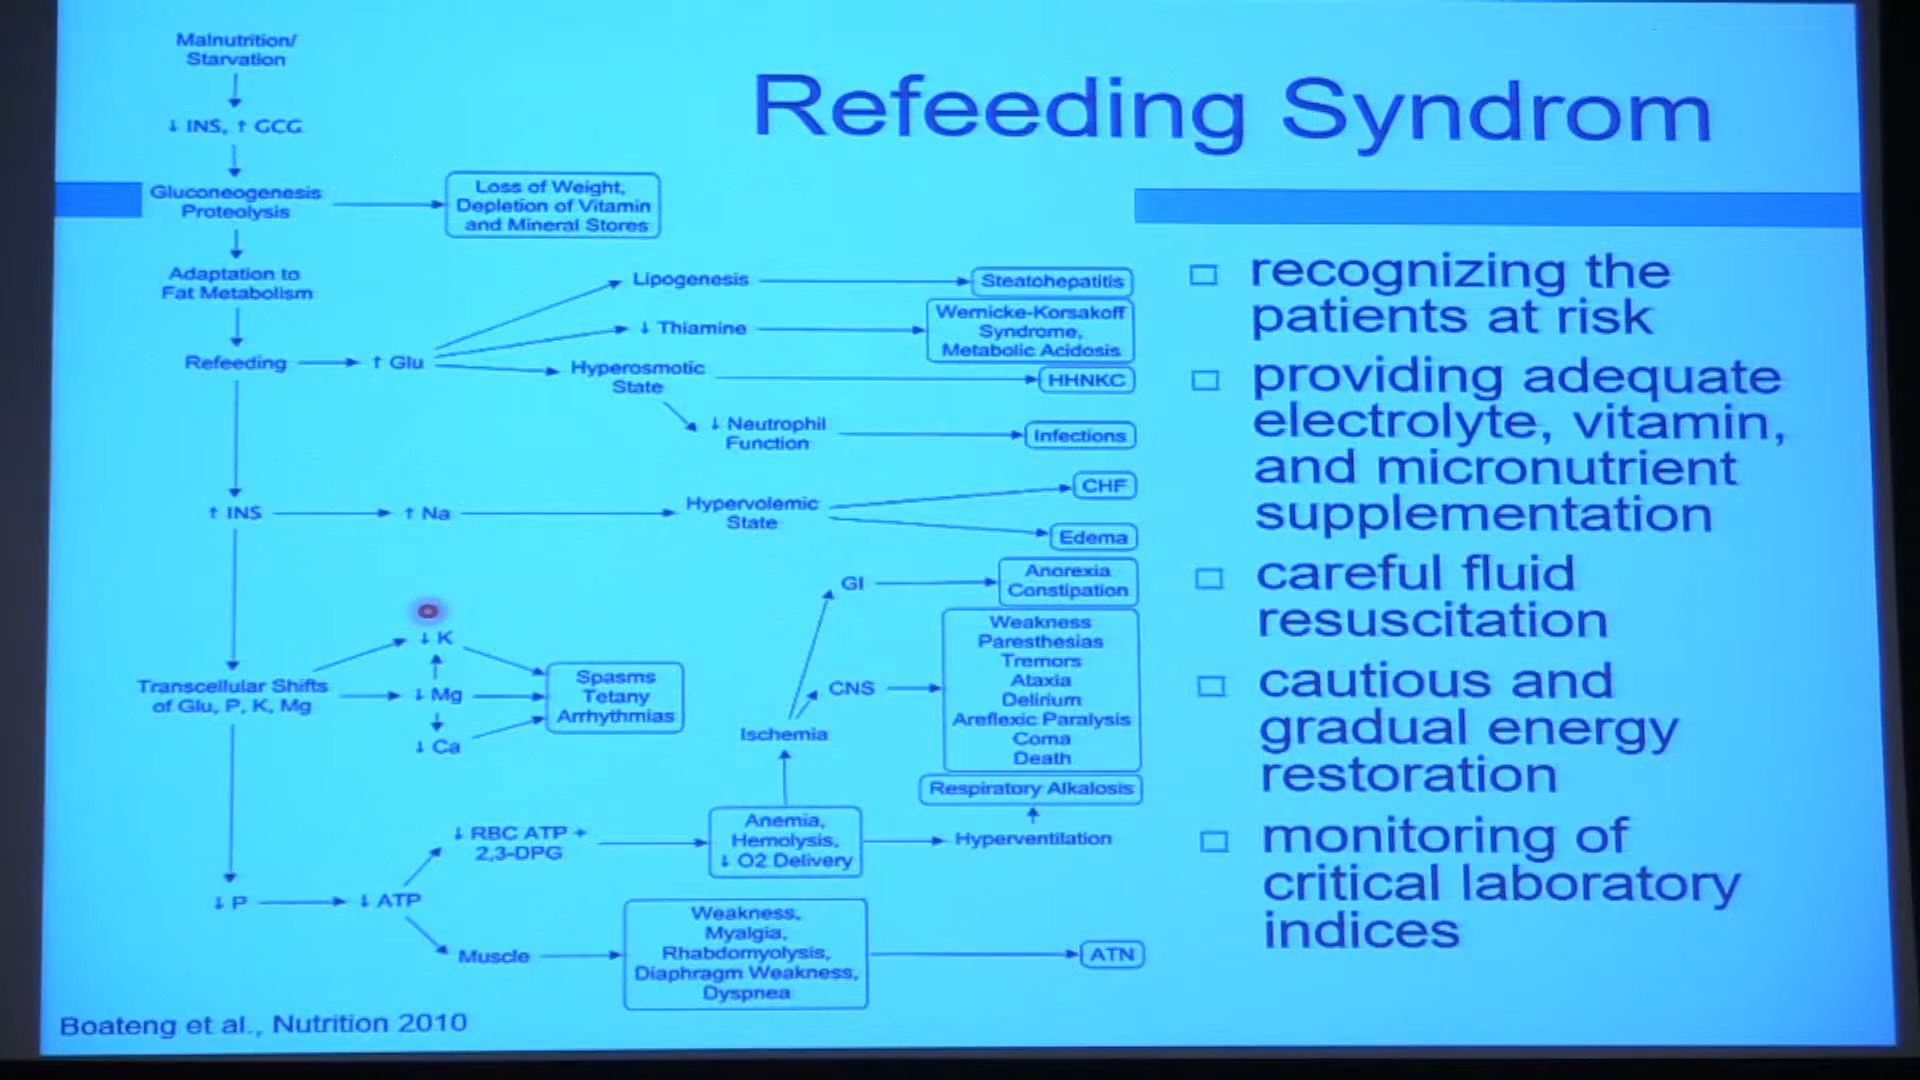 Refeeding Syndrom
Malnutrition/
Starvation
↓ INS, ↑ GCG
Gluconeogenesis
Proteolysis
Loss of Weight,
Depletion of Vitamin
and Mineral Stores
Adaptation to
Fat Metabolism
Refeeding
↑ Glu
Lipogenesis
Steatohepatitis
↓ Thiamine
Wernicke-Korsakoff
Syndrome,
Metabolic Acidosis
Hyperosmotic
State
HHNKC
↓ Neutrophil
Function
Infections
↑ INS
↑ Na
Hypervolemic
State
CHF
Edema
Transcellular Shifts
of Glu, P, K, Mg
↓ K
↓ Mg
↓ Ca
Spasms
Tetany
Arrhythmias
GI
Anorexia
Constipation
CNS
Weakness
Paresthesias
Tremors
Ataxia
Delirium
Areflexic Paralysis
Coma
Death
Ischemia
Respiratory Alkalosis
↓ RBC ATP +
2,3-DPG
Anemia,
Hemolysis,
↓ O2 Delivery
Hyperventilation
↓ P
↓ ATP
Muscle
Weakness,
Myalgia,
Rhabdomyolysis,
Diaphragm Weakness,
Dyspnea
ATN
Boateng et al., Nutrition 2010
recognizing the
patients at risk
providing adequate
electrolyte, vitamin,
and micronutrient
supplementation
careful fluid
resuscitation
cautious and
gradual energy
restoration
monitoring of
critical laboratory
indices